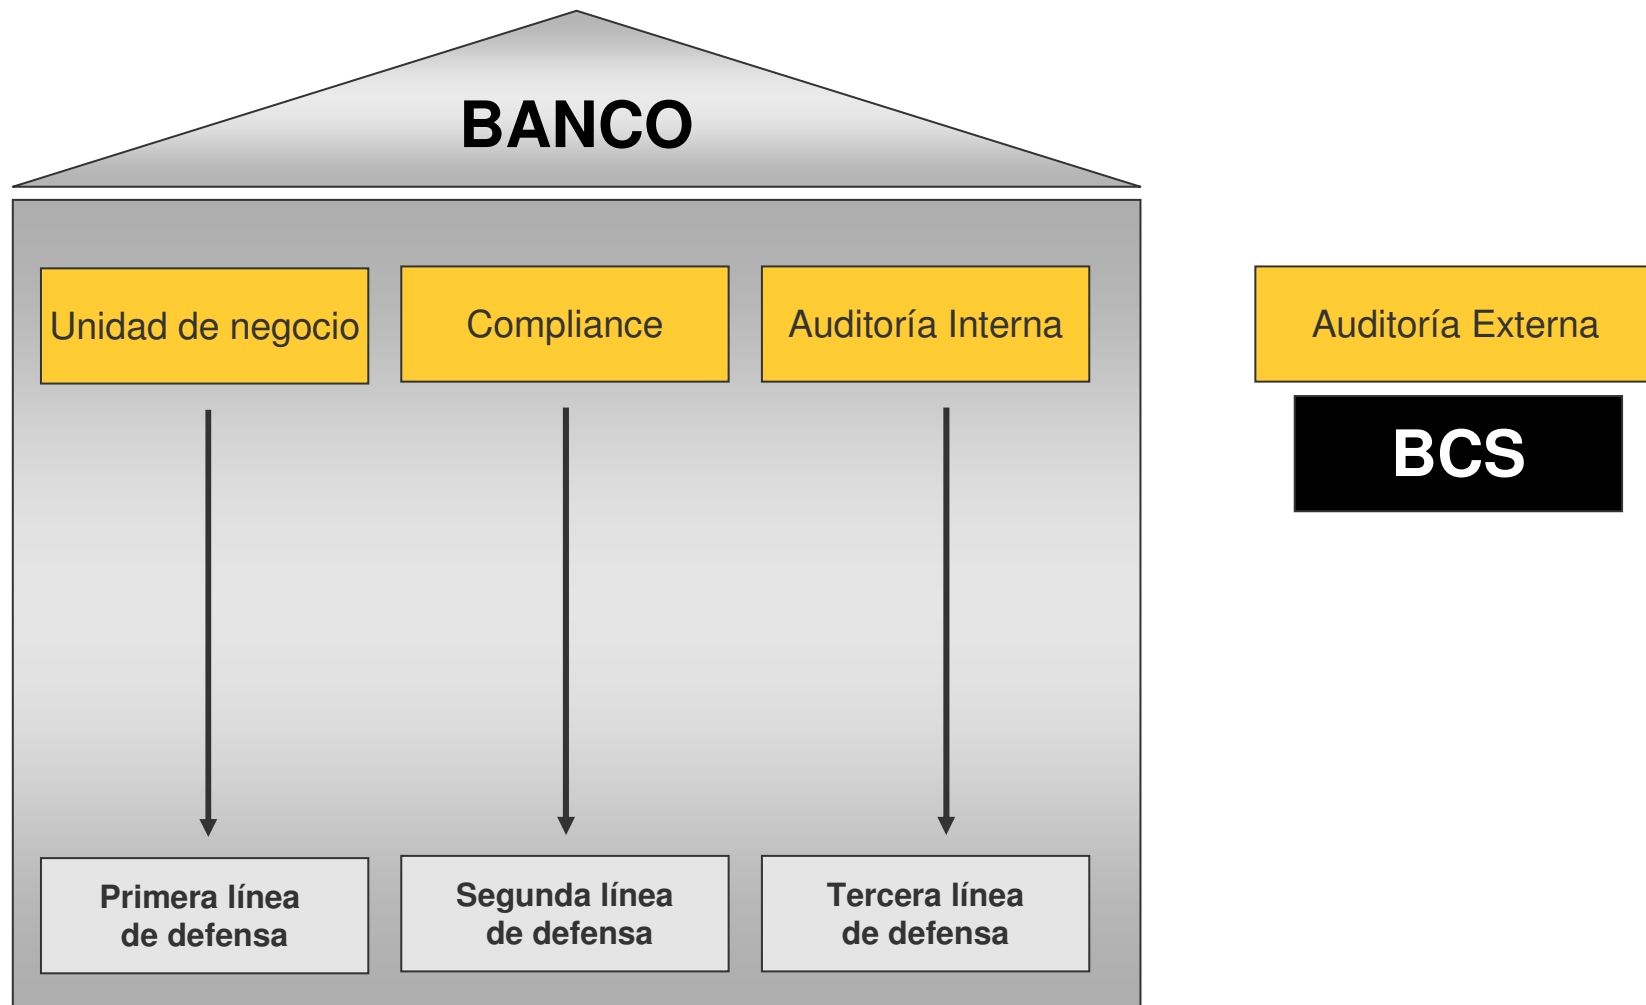 BANCO
Unidad de negocio
Compliance
Auditoría Interna
Auditoría Externa
BCS
Primera línea
de defensa
Segunda línea
de defensa
Tercera línea
de defensa